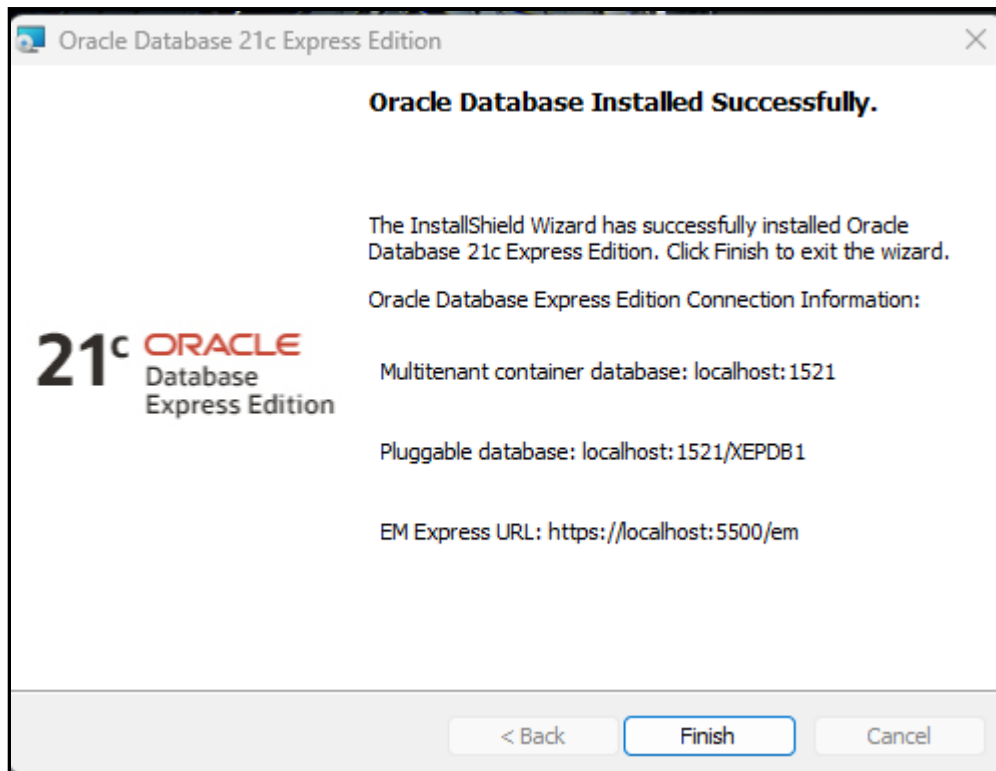 Oracle Database 21c Express Edition
Oracle Database Installed Successfully.
The InstallShield Wizard has successfully installed Oracle
Database 21c Express Edition. Click Finish to exit the wizard.
Oracle Database Express Edition Connection Information:
21c ORACLE
Database
Express Edition
Multitenant container database: localhost:1521
Pluggable database: localhost:1521/XEPDB1
EM Express URL: https://localhost:5500/em
< Back
Finish
Cancel